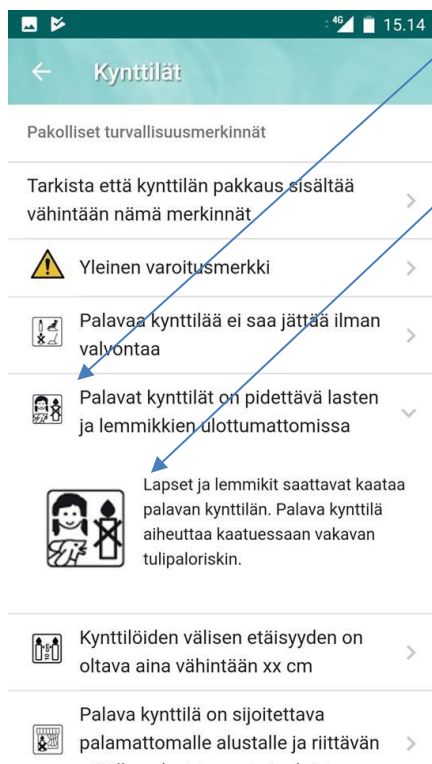 4G 15.14
Kynttilät
Pakolliset turvallisuusmerkinnät
Tarkista että kynttilän pakkaus sisältää
vähintään nämä merkinnät
Yleinen varoitusmerkki
Palavaa kynttilää ei saa jättää ilman
valvontaa
Palavat kynttilät on pidettävä lasten
ja lemmikkien ulottumattomissa
Lapset ja lemmikit saattavat kaataa
palavan kynttilän. Palava kynttilä
aiheuttaa kaatuessaan vakavan
tulipaloriskin.
Kynttilöiden välisen etäisyyden on
oltava aina vähintään xx cm
Palava kynttilä on sijoitettava
palamattomalle alustalle ja riittävän